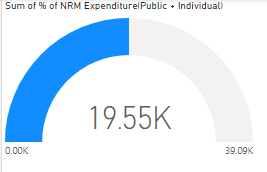 Sum of % of NRM Expenditure(Public + Individual)
19.55K
0.00K
39.09K